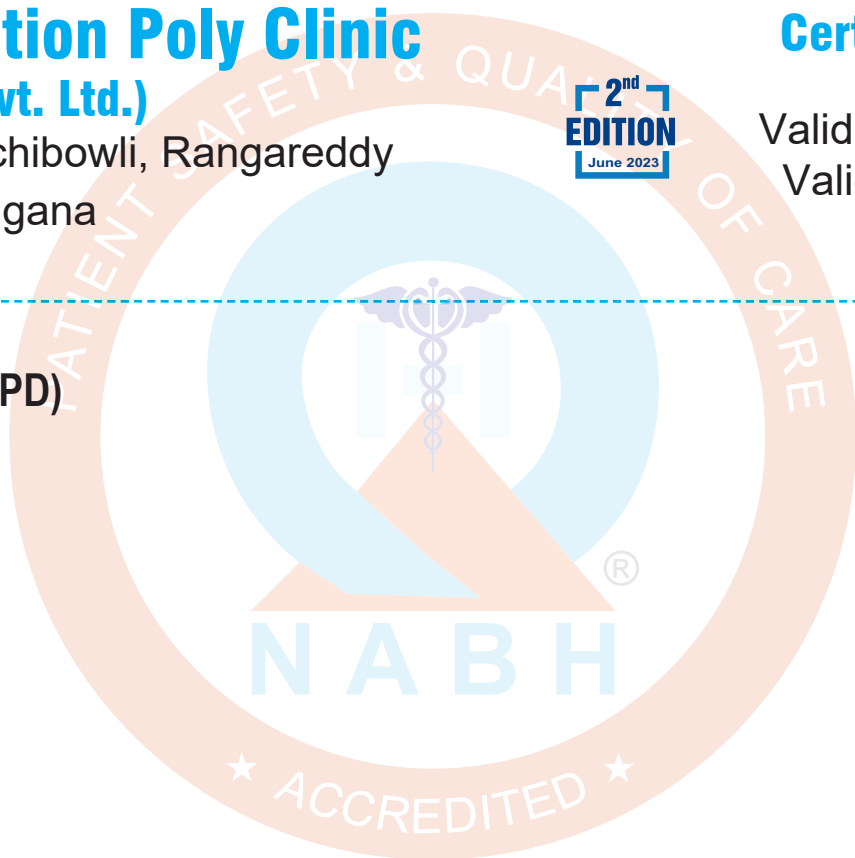 tion Poly Clinic
Cert
vt. Ltd.)
2nd
EDITION
June 2023
Valid
chibowli, Rangareddy
Vali
gana
PD)
PATIENT SAFETY & QUALITY OF CARE
H
®
NABH
★ ACCREDITED ★